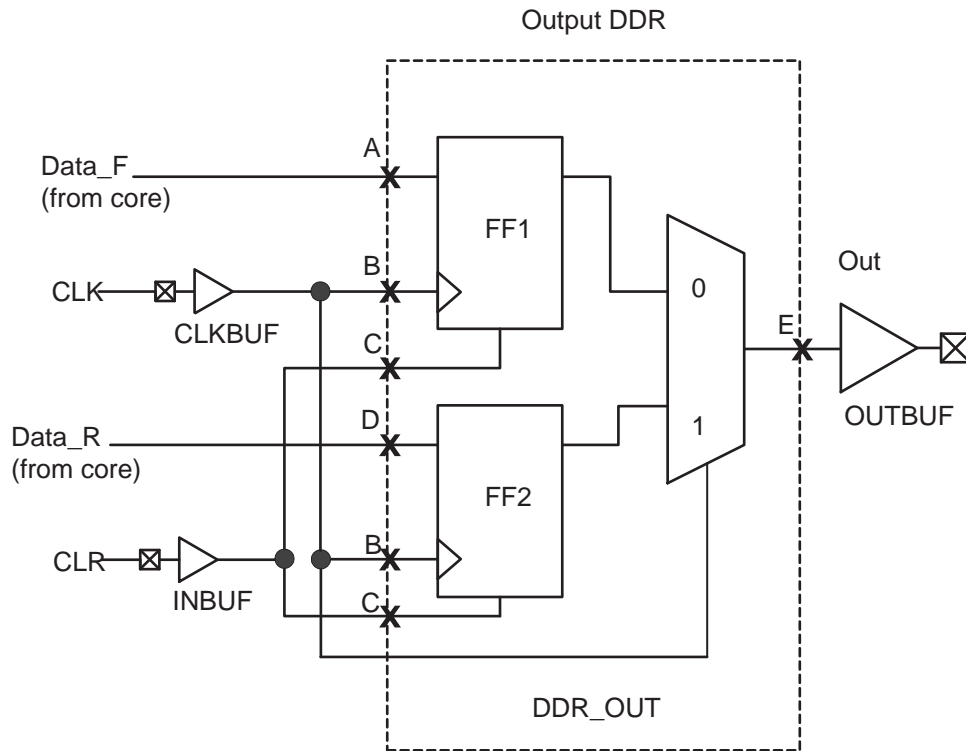 Output DDR
A
Data_F
(from core)
FF1
B
CLK
CLKBUF
0
Out
C
E
D
OUTBUF
Data_R
(from core)
1
FF2
B
CLR
INBUF
C
DDR_OUT